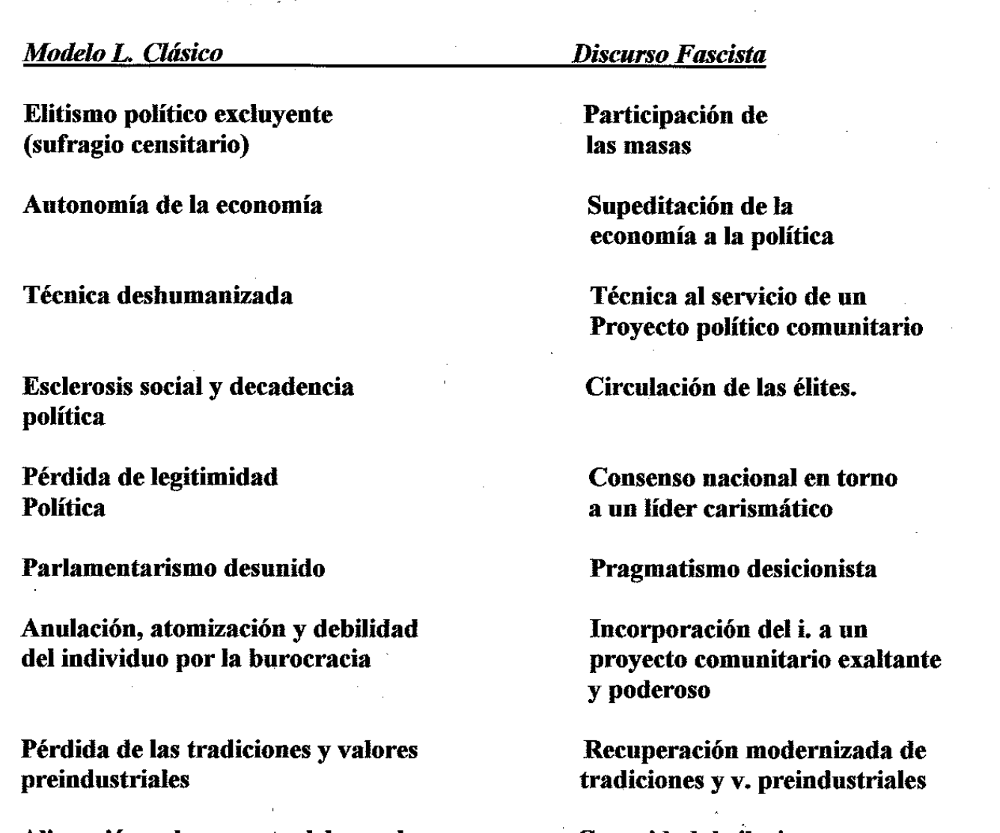 Modelo L. Clásico Discurso Fascista
Elitismo político excluyente Participación de
(sufragio censitario) las masas
Autonomía de la economía Supeditación de la
economía a la política
Técnica deshumanizada Técnica al servicio de un
Proyecto político comunitario
Esclerosis social y decadencia Circulación de las élites.
política
Pérdida de legitimidad Consenso nacional en torno
Política a un líder carismático
Parlamentarismo desunido Pragmatismo desicionista
Anulación, atomización y debilidad Incorporación del i. a un
del individuo por la burocracia proyecto comunitario exaltante
y poderoso
Pérdida de las tradiciones y valores Recuperación modernizada de
preindustriales tradiciones y v. preindustriales